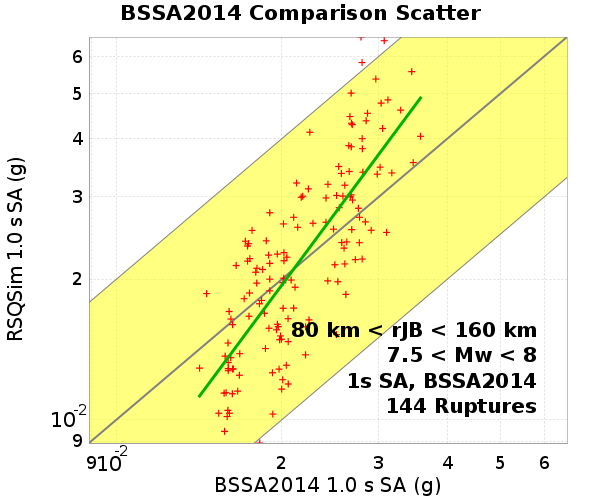 BSSA2014 Comparison Scatter
RSQSim 1.0 s SA (g)
6
5
4
3
2
10-2
9
80 km < rJB < 160 km
7.5 < Mw < 8
1s SA, BSSA2014
144 Ruptures
9 10-2 2 3 4 5 6
BSSA2014 1.0 s SA (g)